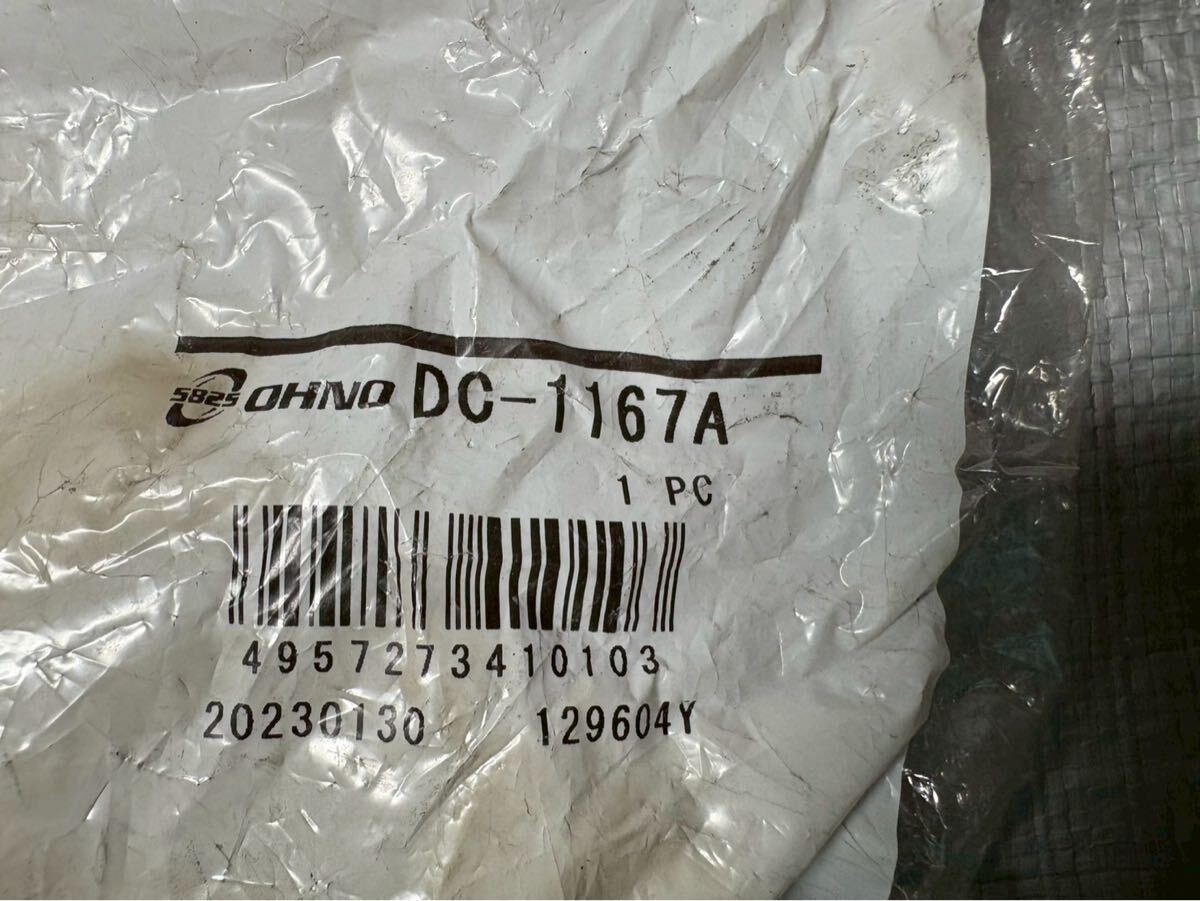 5825 OHNO DC-1167A
1 PC
4957273410103
20230130 129604Y